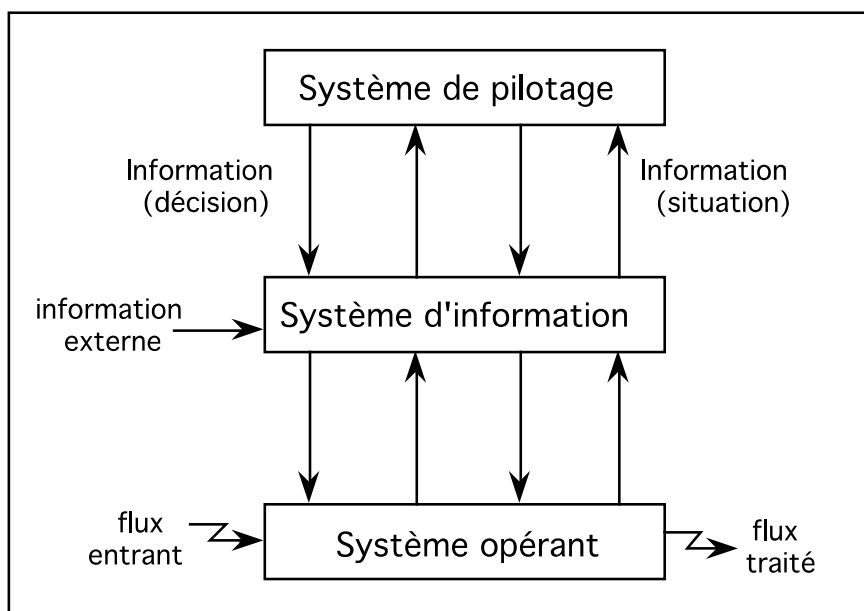 Système de pilotage
Information
(décision)
Information
(situation)
information
externe
Système d'information
flux
entrant
Système opérant
flux
traité